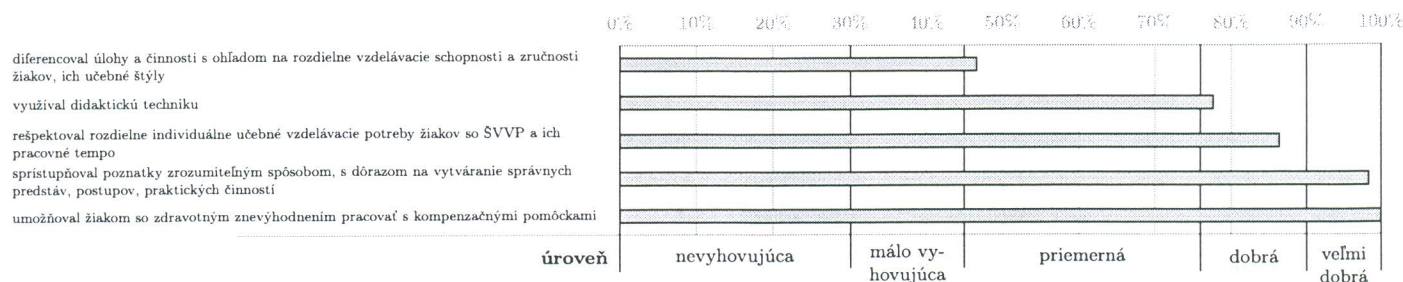 0% 10% 20% 30% 40% 50% 60% 70% 80% 90% 100%
diferencoval úlohy a činnosti s ohľadom na rozdielne vzdelávacie schopnosti a zručnosti
žiakov, ich učebné štýly
využíval didaktickú techniku
rešpektoval rozdielne individuálne učebné vzdelávacie potreby žiakov so ŠVVP a ich
pracovné tempo
sprístupňoval poznatky zrozumiteľným spôsobom, s dôrazom na vytváranie správnych
predstáv, postupov, praktických činností
umožňoval žiakom so zdravotným znevýhodnením pracovať s kompenzačnými pomôckami
úroveň nevyhovujúca málo vy- priemerná dobrá veľmi
hovujúca dobrá